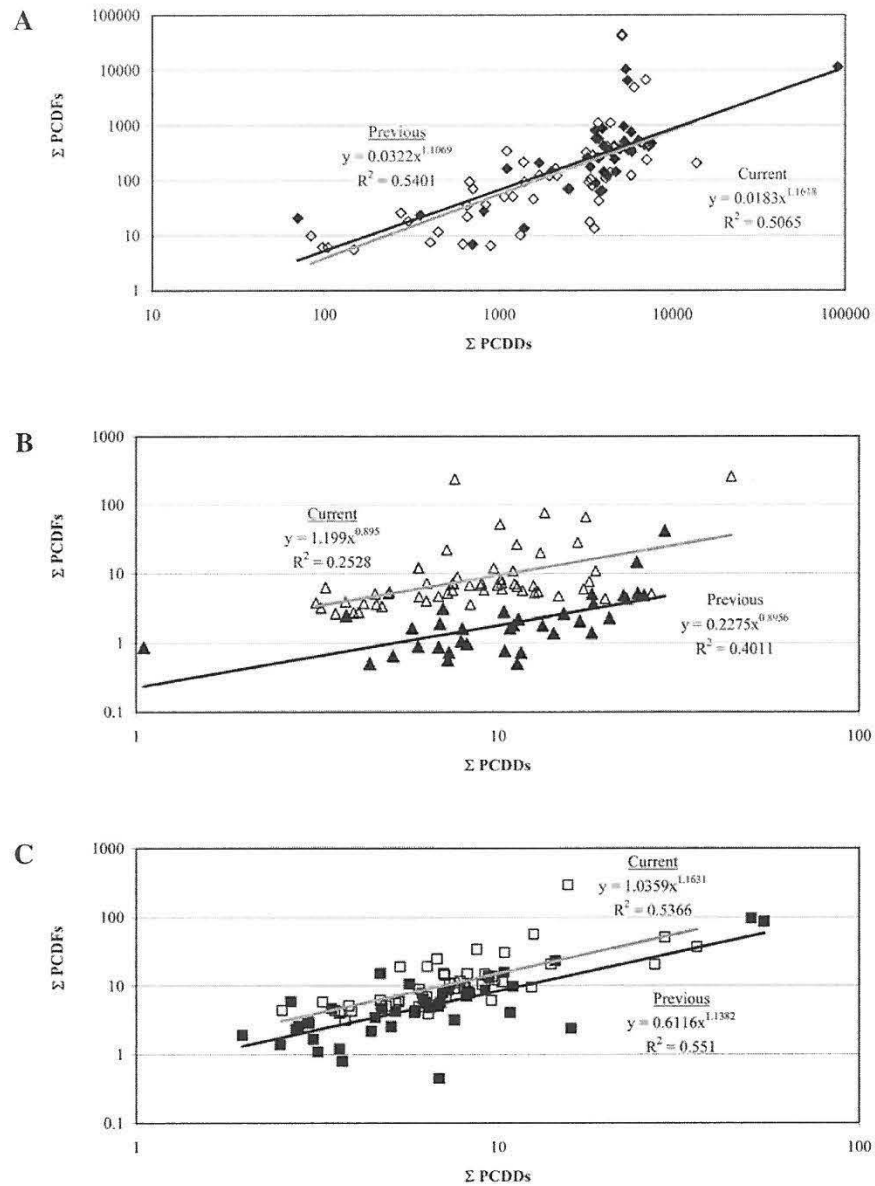 A
100000
10000
1000
100
10
1
Σ PCDFs
Previous
y = 0.0322x^1.1069
R² = 0.5401
Current
y = 0.0183x^1.1618
R² = 0.5065
10
100
1000
10000
100000
Σ PCDDs
B
1000
100
10
1
0.1
Σ PCDFs
Current
y = 1.199x^0.895
R² = 0.2528
Previous
y = 0.2275x^0.8956
R² = 0.4011
1
10
100
Σ PCDDs
C
1000
100
10
1
0.1
Σ PCDFs
Current
y = 1.0359x^1.1631
R² = 0.5366
Previous
y = 0.6116x^1.1382
R² = 0.551
1
10
100
Σ PCDDs